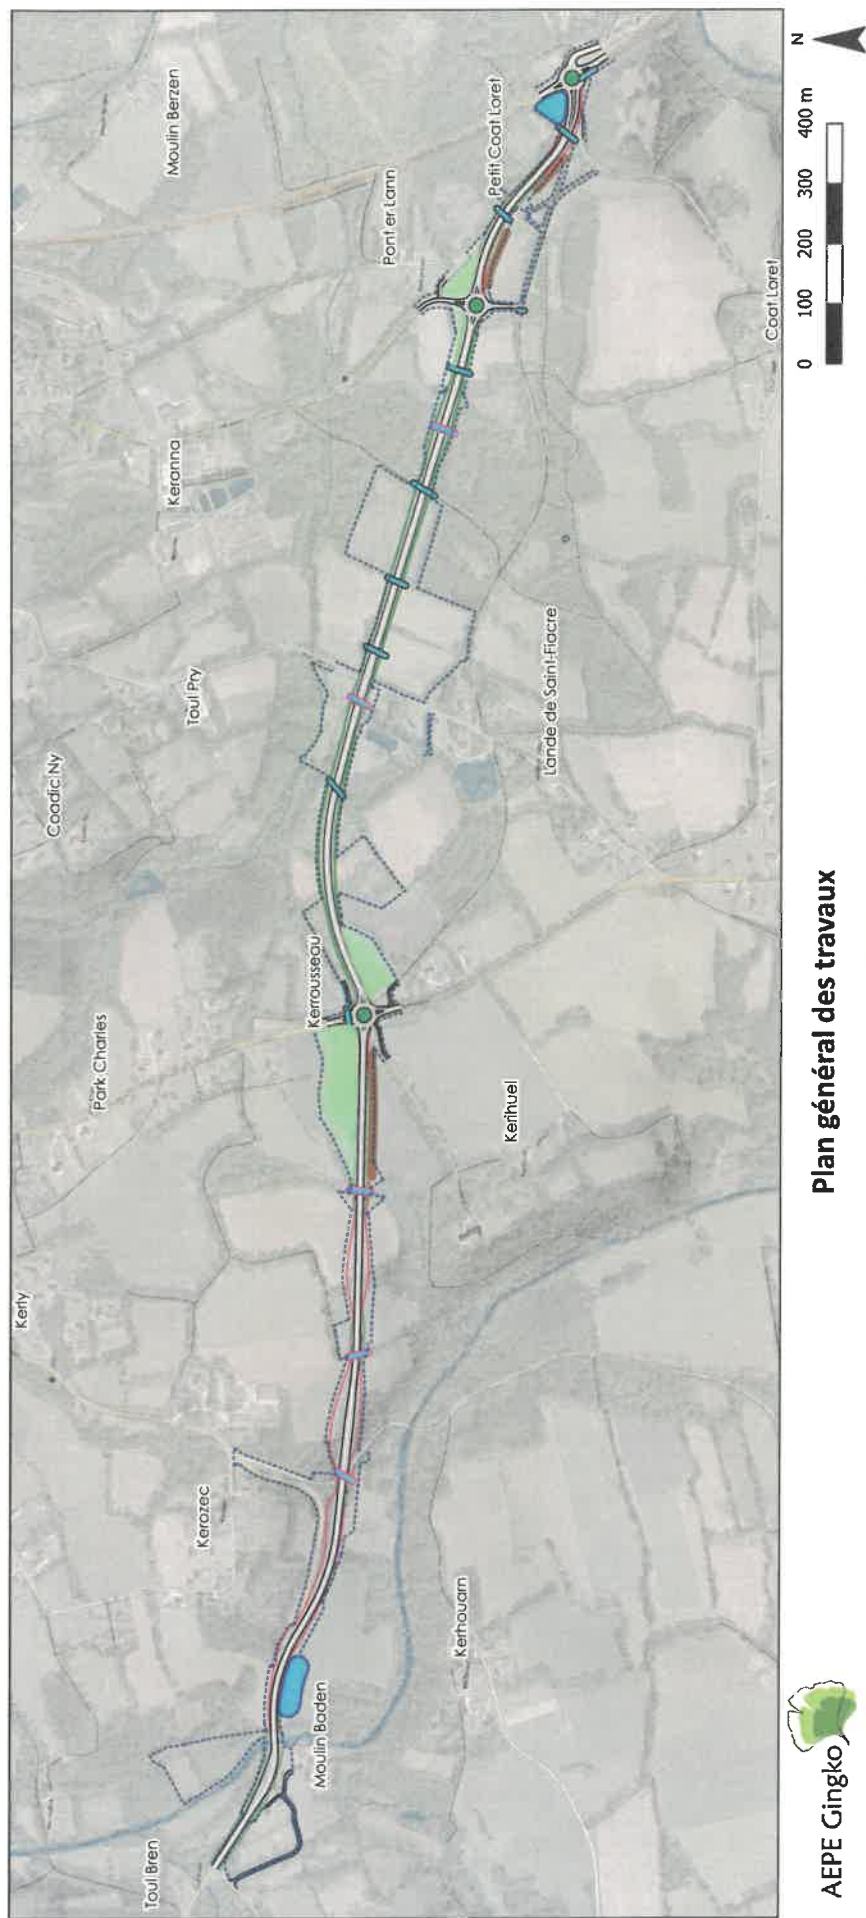 Toul Bren
Moulin Baden
Kerhouarn
Kerozec
Kerly
Park Charles
Kerihuel
Kerrousseau
Coadic Ny
Toul Pry
Lande de Saint-Fiacre
Keranna
Pont er Lann
Petit Coat Loret
Moulin Berzen
Coat Loret
AEPE Gingko
Plan général des travaux
0 100 200 300 400 m
N